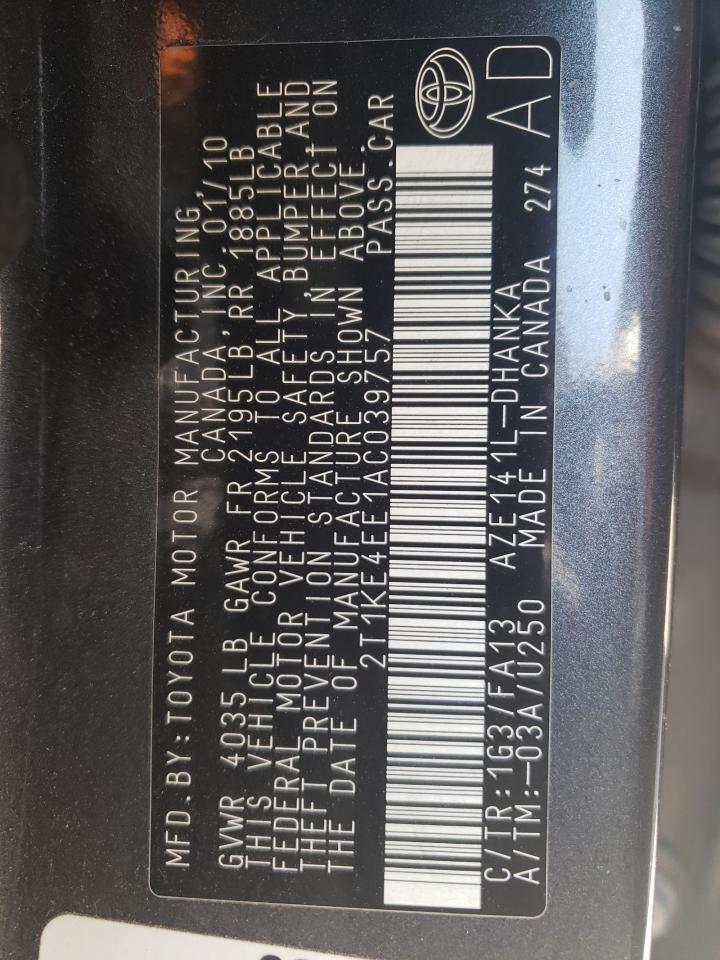 MFD.BY:TOYOTA MOTOR MANUFACTURING
CANADA, INC. 01/10
GVWR 4035 LB GAWR FR 2195LB, RR 1885LB
THIS VEHICLE CONFORMS TO ALL APPLICABLE
FEDERAL MOTOR VEHICLE SAFETY, BUMPER AND
THEFT PREVENTION STANDARDS IN EFFECT ON
THE DATE OF MANUFACTURE SHOWN ABOVE.
2T1KE4EE1AC039757 PASS.CAR
C/TR:1G3/FA13 AZE141L-DHANKA
A/TM:-03A/U250 MADE IN CANADA 274
AD